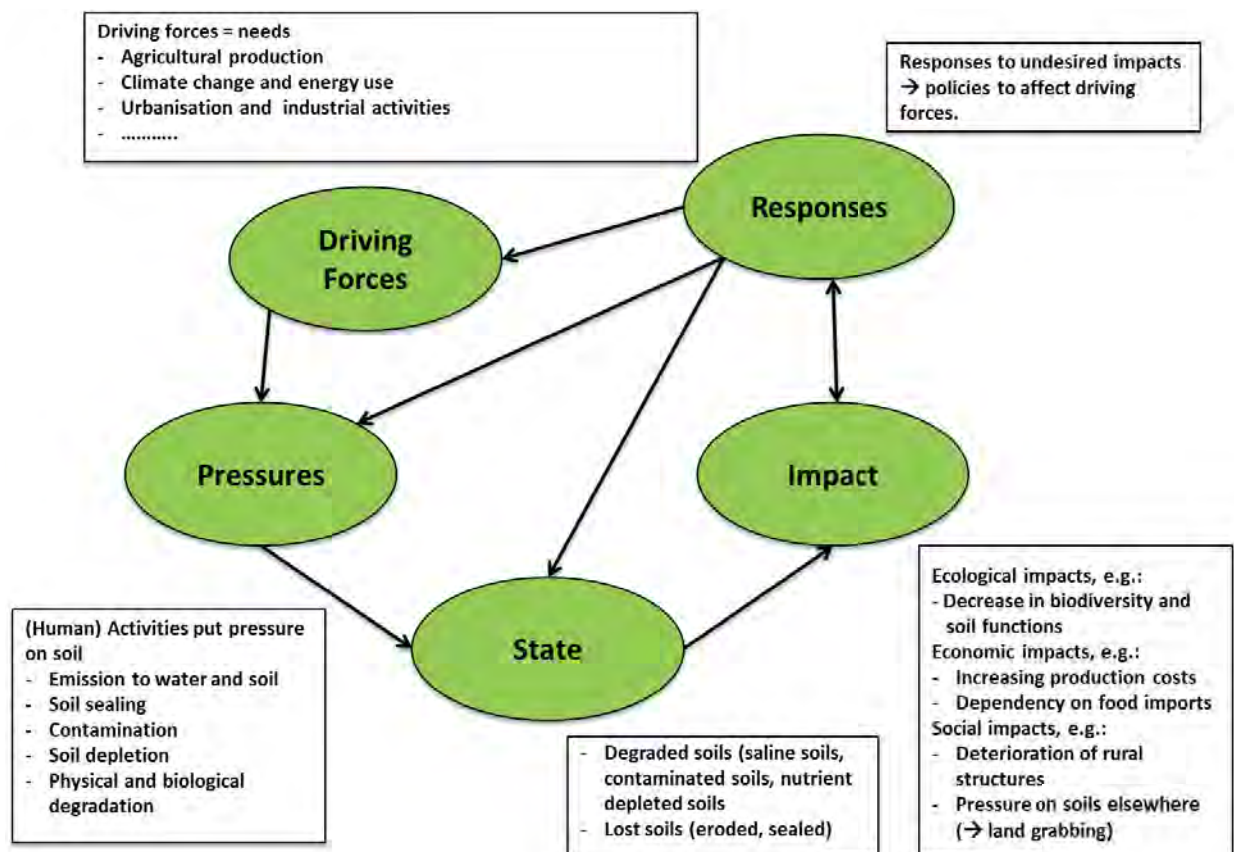 Driving forces = needs
- Agricultural production
- Climate change and energy use
- Urbanisation and industrial activities
- ...........
Responses to undesired impacts
→ policies to affect driving
forces.
Responses
Driving
Forces
Pressures
Impact
State
(Human) Activities put pressure
on soil
- Emission to water and soil
- Soil sealing
- Contamination
- Soil depletion
- Physical and biological
degradation
- Degraded soils (saline soils,
contaminated soils, nutrient
depleted soils
- Lost soils (eroded, sealed)
Ecological impacts, e.g.:
- Decrease in biodiversity and
soil functions
Economic impacts, e.g.:
- Increasing production costs
- Dependency on food imports
Social impacts, e.g.:
- Deterioration of rural
structures
- Pressure on soils elsewhere
(→ land grabbing)